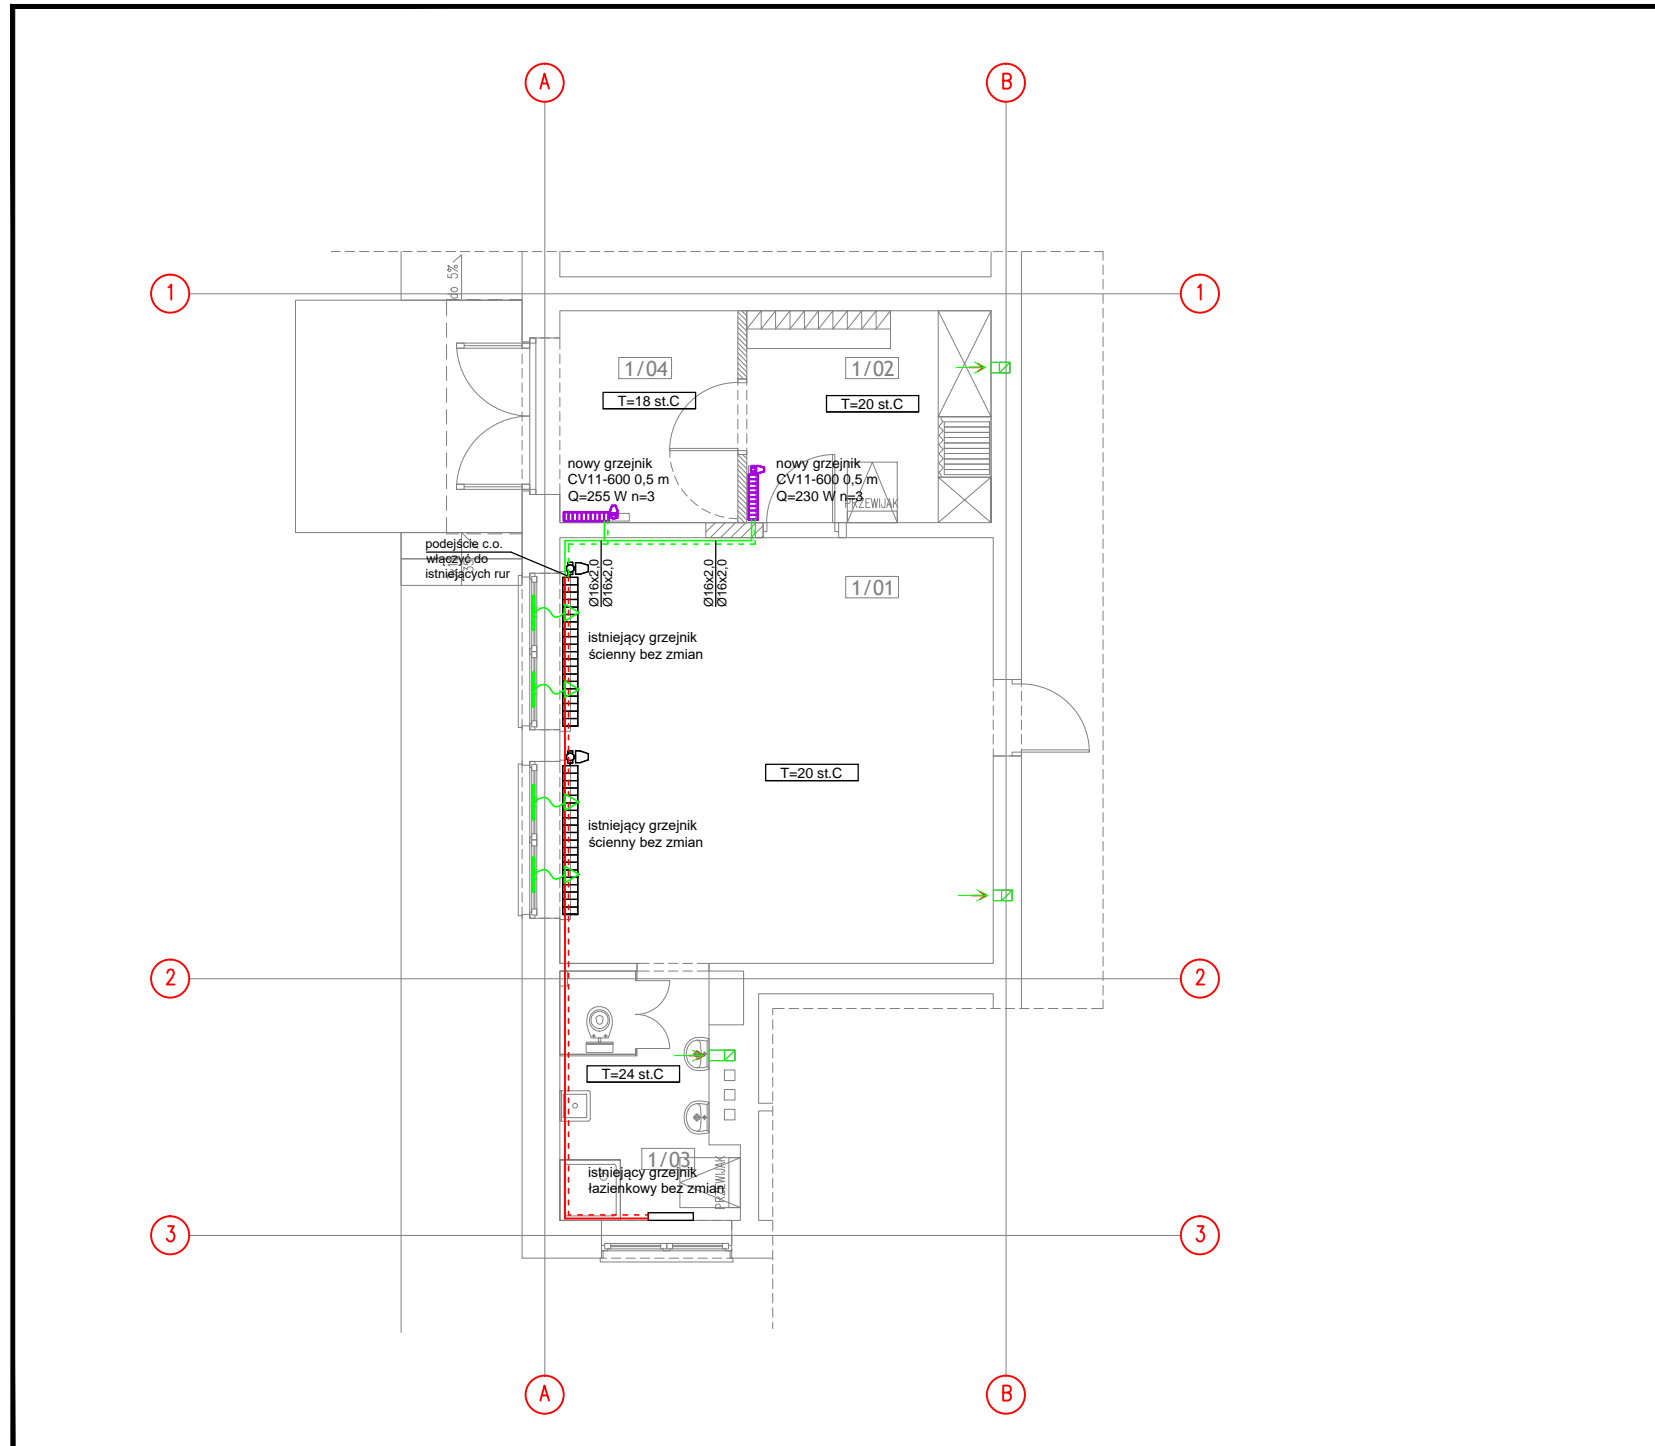 A
B
do 5%
1
1
1/04
1/02
T=18 st.C
T=20 st.C
nowy grzejnik
CV11-600 0,5 m
Q=255 W n=3
nowy grzejnik
CV11-600 0,5 m
Q=230 W n=3
PRZEWIJAK
podejście c.o.
włączyć do
istniejących rur
Ø16x2,0
Ø16x2,0
Ø16x2,0
Ø16x2,0
1/01
istniejący grzejnik
ścienny bez zmian
T=20 st.C
istniejący grzejnik
ścienny bez zmian
2
2
T=24 st.C
1/03
PRZEWIJAK
istniejący grzejnik
łazienkowy bez zmian
3
3
A
B